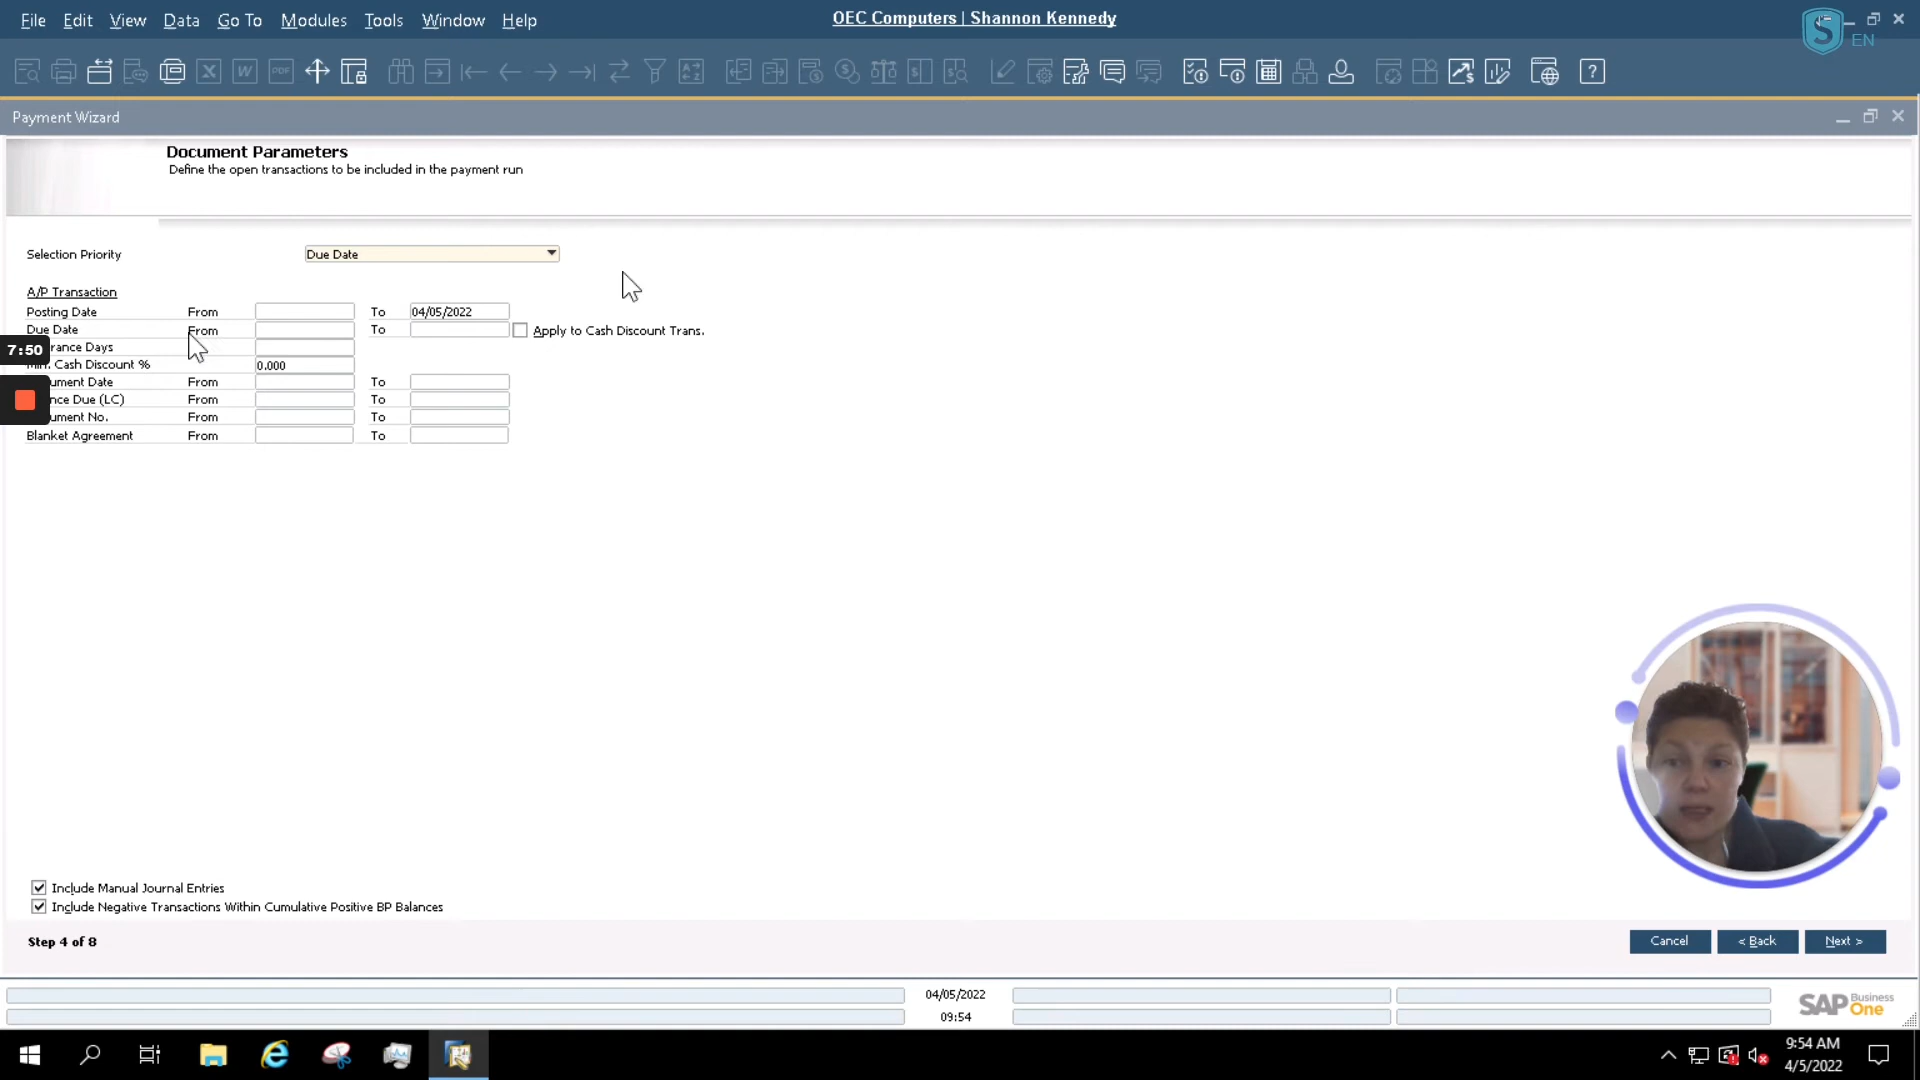 File Edit View Data Go To Modules Tools Window Help
OEC Computers | Shannon Kennedy
EN
Payment Wizard
Document Parameters
Define the open transactions to be included in the payment run
Selection Priority Due Date
A/P Transaction
Posting Date From To 04/05/2022
Due Date From To Apply to Cash Discount Trans.
7:50
rance Days
Min. Cash Discount % 0.000
ument Date From To
nce Due (LC) From To
ument No. From To
Blanket Agreement From To
Include Manual Journal Entries
Include Negative Transactions Within Cumulative Positive BP Balances
Step 4 of 8
Cancel < Back Next >
04/05/2022
09:54
SAP Business One
9:54 AM
4/5/2022